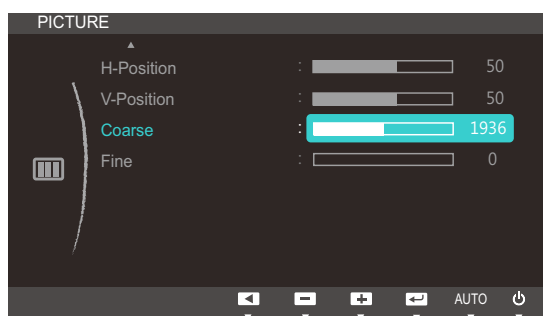 PICTURE
H-Position : 50
V-Position : 50
Coarse : 1936
Fine : 0
AUTO